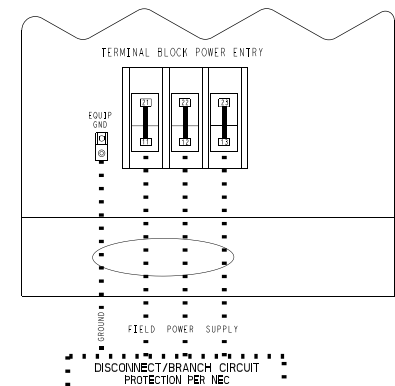 TERMINAL BLOCK POWER ENTRY
EQUIP
GND
21 22 23
11 12 13
GROUND
FIELD POWER SUPPLY
DISCONNECT/BRANCH CIRCUIT
PROTECTION PER NEC